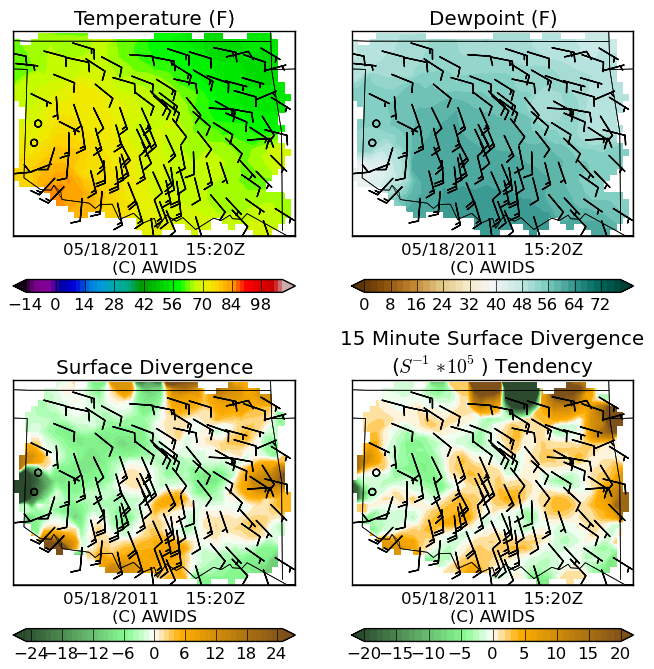 Temperature (F)
Dewpoint (F)
05/18/2011 15:20Z
(C) AWIDS
05/18/2011 15:20Z
(C) AWIDS
−14 0 14 28 42 56 70 84 98
0 8 16 24 32 40 48 56 64 72
Surface Divergence
15 Minute Surface Divergence
(S⁻¹ *10⁵ ) Tendency
05/18/2011 15:20Z
(C) AWIDS
05/18/2011 15:20Z
(C) AWIDS
−24 −18 −12 −6 0 6 12 18 24
−20 −15 −10 −5 0 5 10 15 20